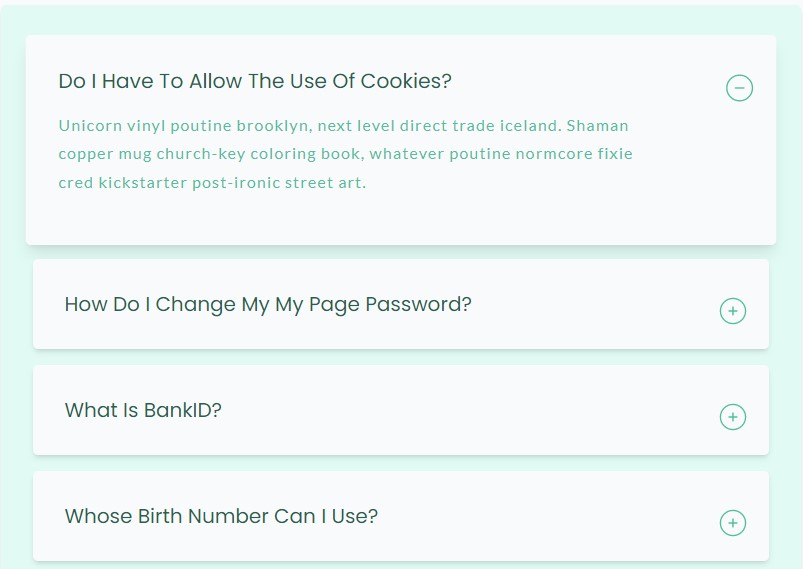 Do I Have To Allow The Use Of Cookies?
Unicorn vinyl poutine brooklyn, next level direct trade iceland. Shaman
copper mug church-key coloring book, whatever poutine normcore fixie
cred kickstarter post-ironic street art.
How Do I Change My My Page Password?
What Is BankID?
Whose Birth Number Can I Use?